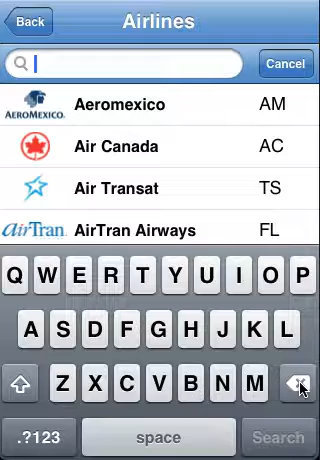 Back Airlines
Cancel
AEROMEXICO. Aeromexico AM
Air Canada AC
Air Transat TS
airTran. AirTran Airways FL
Q W E R T Y U I O P
A S D F G H J K L
Z X C V B N M
.?123 space Search